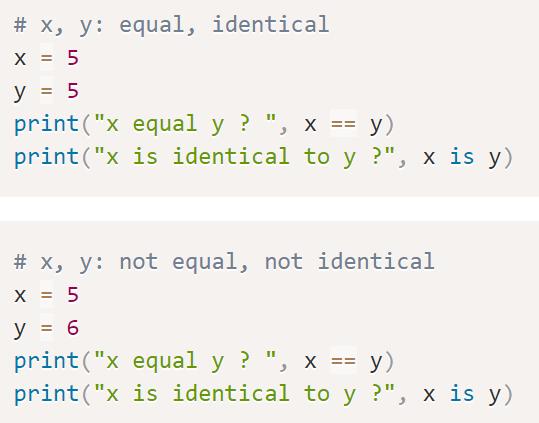 # x, y: equal, identical
x = 5
y = 5
print("x equal y ? ", x == y)
print("x is identical to y ?", x is y)
# x, y: not equal, not identical
x = 5
y = 6
print("x equal y ? ", x == y)
print("x is identical to y ?", x is y)